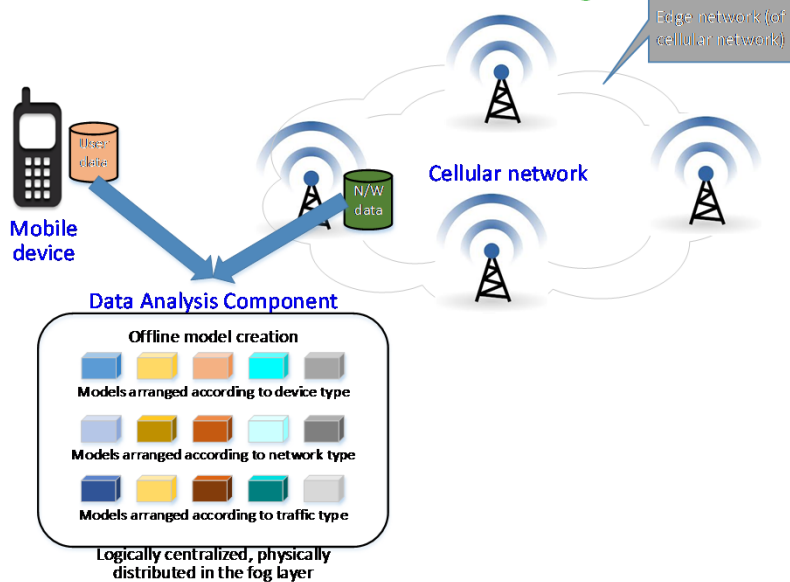 Edge network (of
cellular network)
User
data
N/W
data
Cellular network
Mobile
device
Data Analysis Component
Offline model creation
Models arranged according to device type
Models arranged according to network type
Models arranged according to traffic type
Logically centralized, physically
distributed in the fog layer